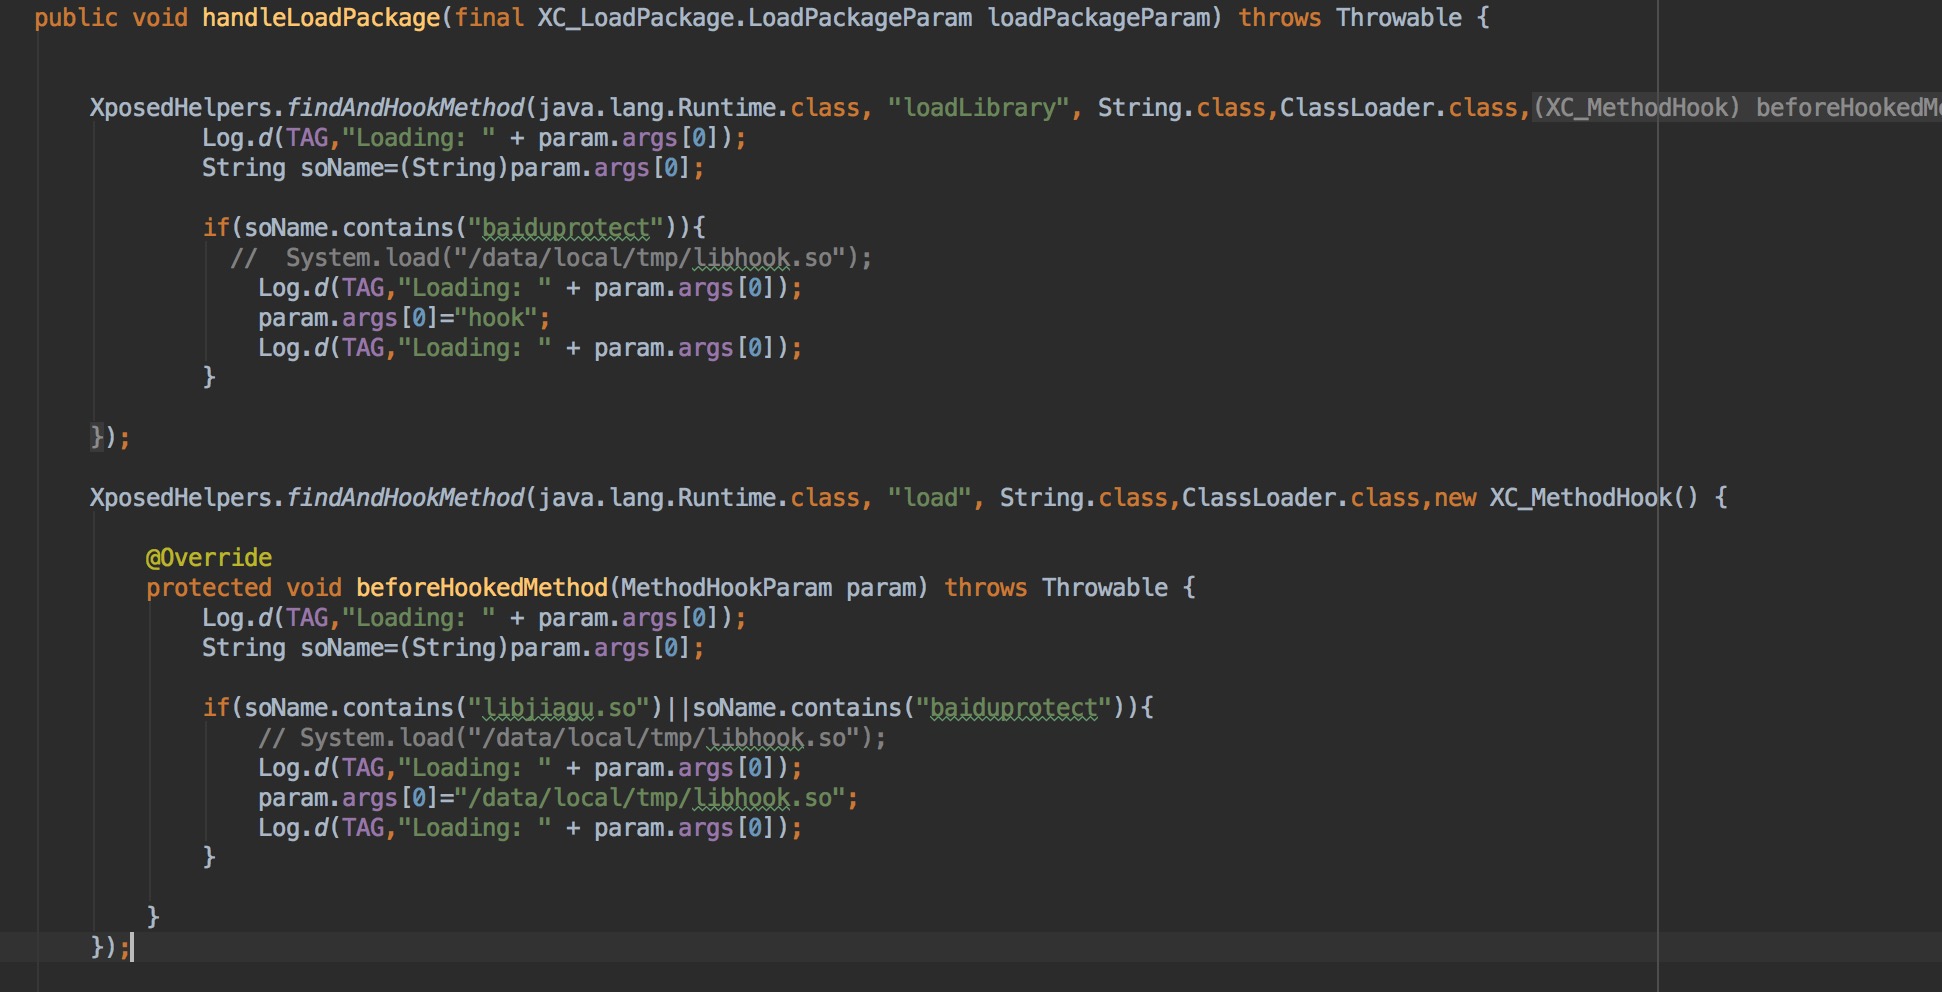 public void handleLoadPackage(final XC_LoadPackage.LoadPackageParam loadPackageParam) throws Throwable {
XposedHelpers.findAndHookMethod(java.lang.Runtime.class, "loadLibrary", String.class,ClassLoader.class,(XC_MethodHook) beforeHookedMe
Log.d(TAG,"Loading: " + param.args[0]);
String soName=(String)param.args[0];
if(soName.contains("baiduprotect")){
//  System.load("/data/local/tmp/libhook.so");
Log.d(TAG,"Loading: " + param.args[0]);
param.args[0]="hook";
Log.d(TAG,"Loading: " + param.args[0]);
}
});
XposedHelpers.findAndHookMethod(java.lang.Runtime.class, "load", String.class,ClassLoader.class,new XC_MethodHook() {
@Override
protected void beforeHookedMethod(MethodHookParam param) throws Throwable {
Log.d(TAG,"Loading: " + param.args[0]);
String soName=(String)param.args[0];
if(soName.contains("libjiagu.so")||soName.contains("baiduprotect")){
// System.load("/data/local/tmp/libhook.so");
Log.d(TAG,"Loading: " + param.args[0]);
param.args[0]="/data/local/tmp/libhook.so";
Log.d(TAG,"Loading: " + param.args[0]);
}
}
});